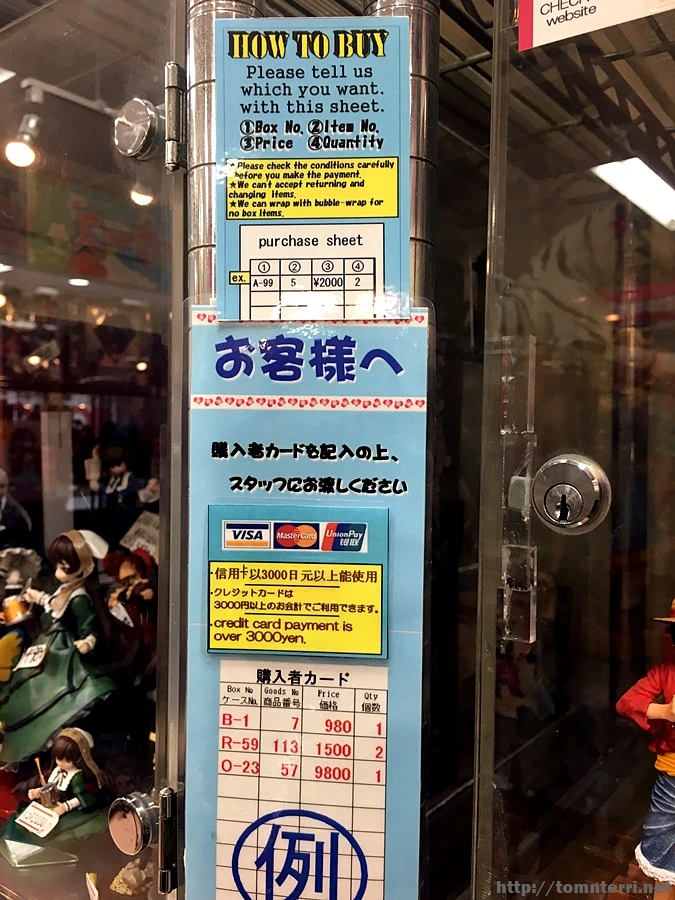 CHECK
website
HOW TO BUY
Please tell us
which you want.
with this sheet.
①Box No. ②Item No.
③Price ④Quantity
★Please check the conditions carefully
before you make the payment.
★We can't accept returning and
changing items.
★We can wrap with bubble-wrap for
no box items.
purchase sheet
① ② ③ ④
ex. A-99 5 ¥2000 2
お客様へ
購入者カードも記入の上、
スタッフにお渡しください
VISA MasterCard UnionPay 银联
・信用卡以3000日元以上能使用
・クレジットカードは
3000円以上のお会計でご利用できます。
・credit card payment is
over 3000yen.
購入者カード
Box No Goods No Price Qty
ケースNo. 商品番号 価格 個数
B-1 7 980 1
R-59 113 1500 2
O-23 57 9800 1
例
http://tomnterri.net